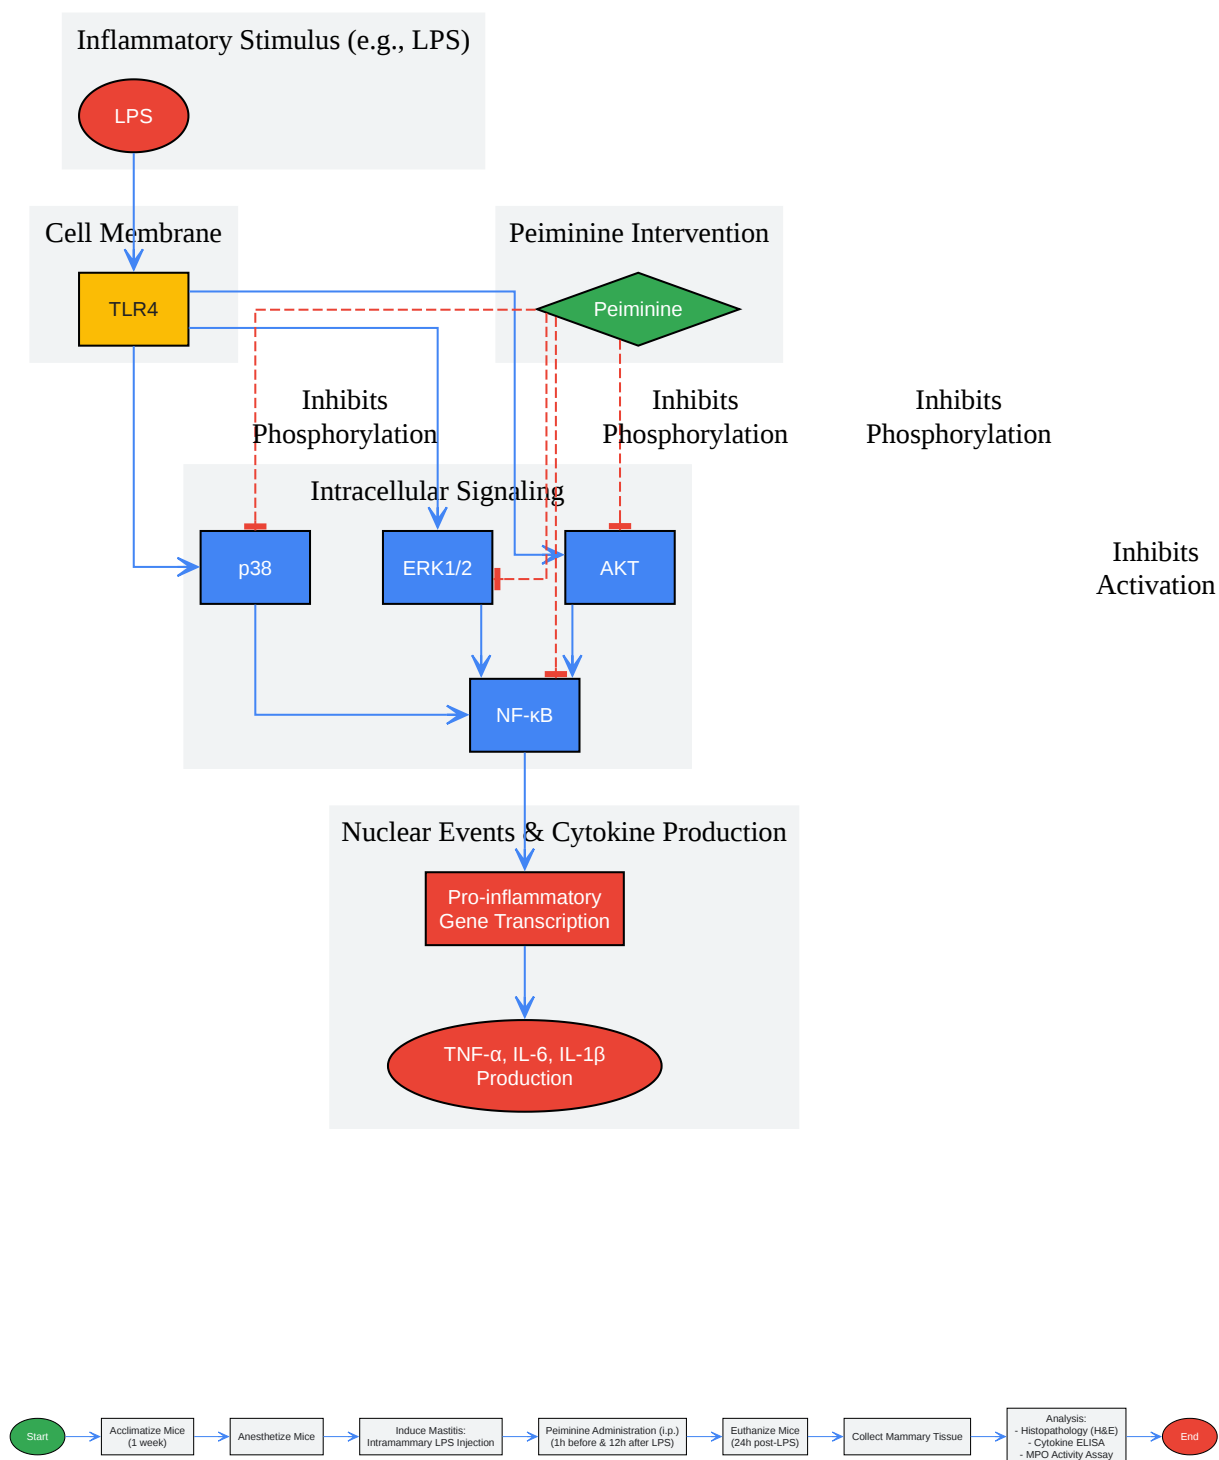 Inflammatory Stimulus (e.g., LPS)
LPS
Cell Membrane
TLR4
Peiminine Intervention
Peiminine
Inhibits
Phosphorylation
Inhibits
Phosphorylation
Inhibits
Phosphorylation
Inhibits
Activation
Intracellular Signaling
p38
ERK1/2
AKT
NF-κB
Nuclear Events & Cytokine Production
Pro-inflammatory
Gene Transcription
TNF-α, IL-6, IL-1β
Production
Start
Acclimatize Mice
(1 week)
Anesthetize Mice
Induce Mastitis:
Intramammary LPS Injection
Peiminine Administration (i.p.)
(1h before & 12h after LPS)
Euthanize Mice
(24h post-LPS)
Collect Mammary Tissue
Analysis:
- Histopathology (H&E)
- Cytokine ELISA
- MPO Activity Assay
End